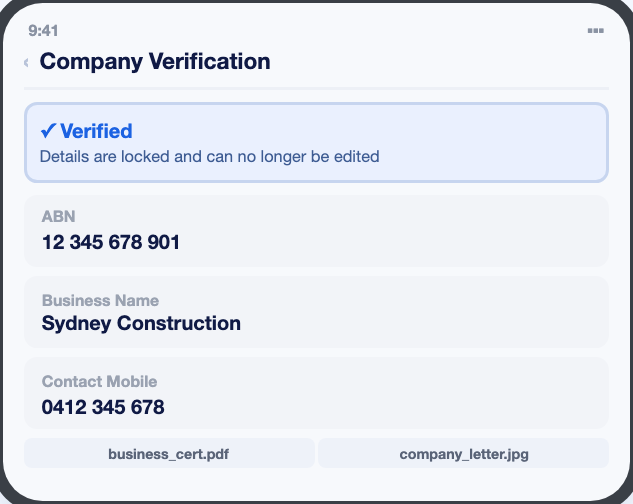 9:41
Company Verification
✓ Verified
Details are locked and can no longer be edited
ABN
12 345 678 901
Business Name
Sydney Construction
Contact Mobile
0412 345 678
business_cert.pdf
company_letter.jpg